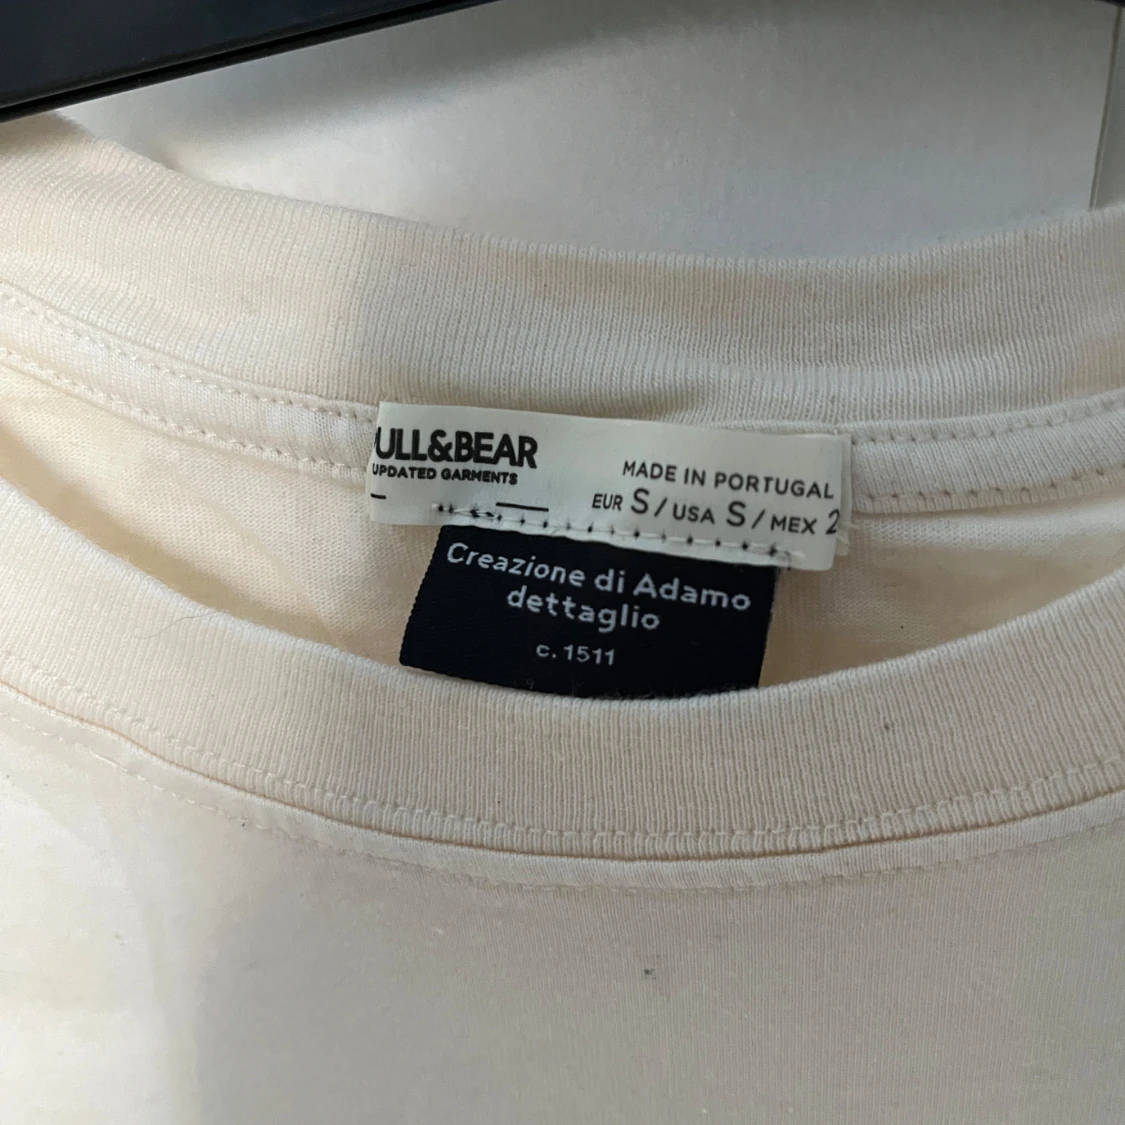 ULL&BEAR
UPDATED GARMENTS
MADE IN PORTUGAL
EUR S / USA S / MEX 2
Creazione di Adamo
dettaglio
c. 1511